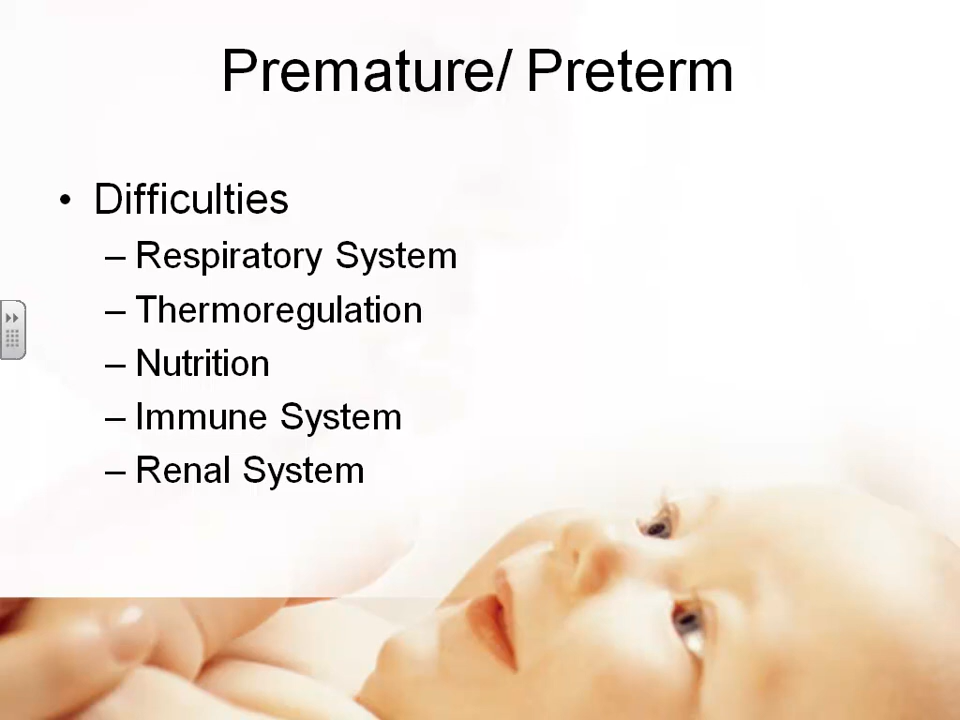 Premature/ Preterm
• Difficulties
– Respiratory System
– Thermoregulation
– Nutrition
– Immune System
– Renal System